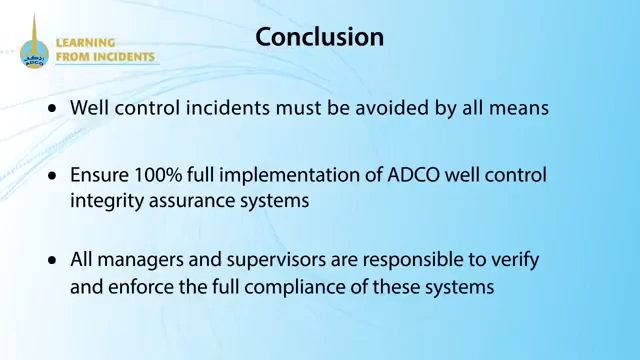 Conclusion
LEARNING
FROM INCIDENTS
ADCO
• Well control incidents must be avoided by all means
• Ensure 100% full implementation of ADCO well control
integrity assurance systems
• All managers and supervisors are responsible to verify
and enforce the full compliance of these systems